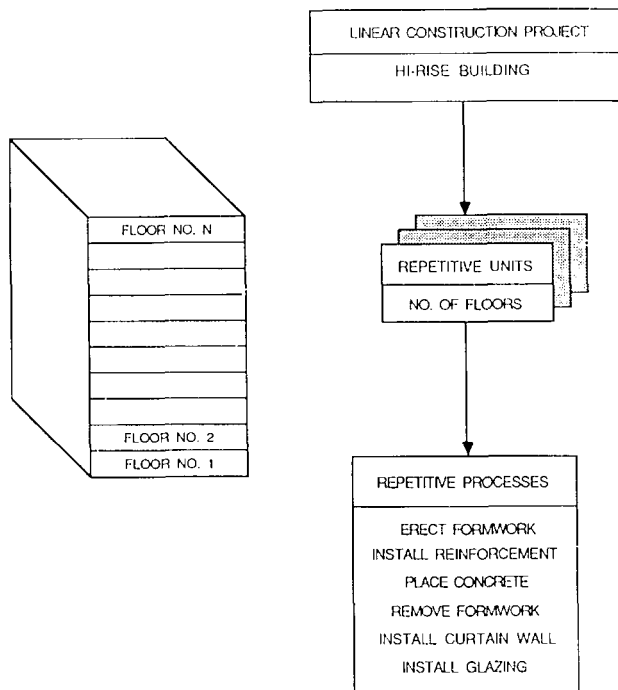 LINEAR CONSTRUCTION PROJECT
HI-RISE BUILDING
FLOOR NO. N
REPETITIVE UNITS
NO. OF FLOORS
FLOOR NO. 2
FLOOR NO. 1
REPETITIVE PROCESSES
ERECT FORMWORK
INSTALL REINFORCEMENT
PLACE CONCRETE
REMOVE FORMWORK
INSTALL CURTAIN WALL
INSTALL GLAZING